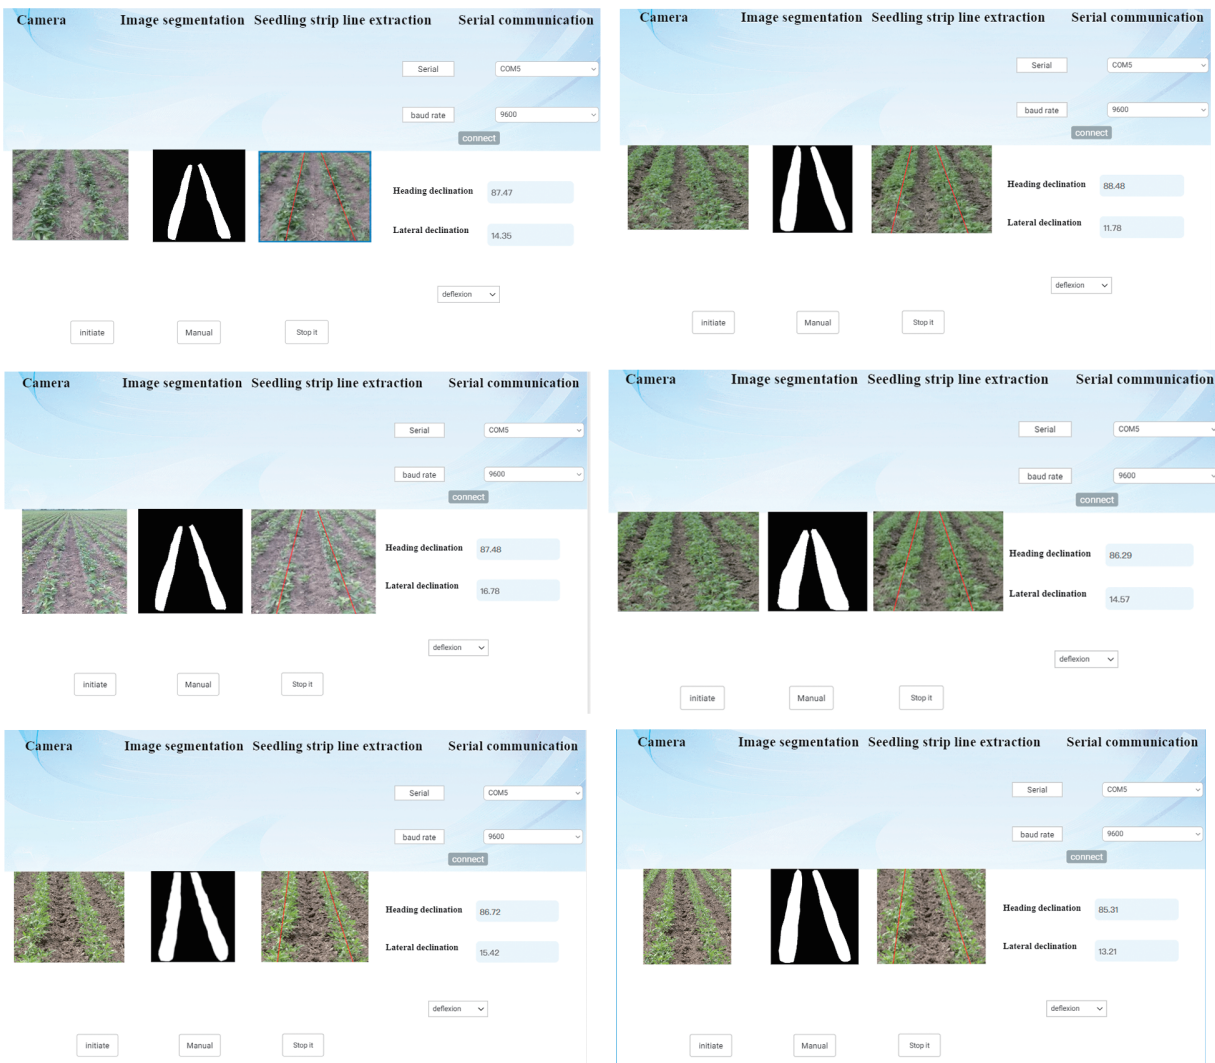 Camera Image segmentation Seedling strip line extraction Serial communication
Serial COM5
baud rate 9600
connect
Heading declination 87.47
Lateral declination 14.35
deflexion
initiate Manual Stop it
Camera Image segmentation Seedling strip line extraction Serial communication
Serial COM5
baud rate 9600
connect
Heading declination 88.48
Lateral declination 11.78
deflexion
initiate Manual Stop it
Camera Image segmentation Seedling strip line extraction Serial communication
Serial COM5
baud rate 9600
connect
Heading declination 87.48
Lateral declination 16.78
deflexion
initiate Manual Stop it
Camera Image segmentation Seedling strip line extraction Serial communication
Serial COM5
baud rate 9600
connect
Heading declination 86.29
Lateral declination 14.57
deflexion
initiate Manual Stop it
Camera Image segmentation Seedling strip line extraction Serial communication
Serial COM5
baud rate 9600
connect
Heading declination 86.72
Lateral declination 15.42
deflexion
initiate Manual Stop it
Camera Image segmentation Seedling strip line extraction Serial communication
Serial COM5
baud rate 9600
connect
Heading declination 85.31
Lateral declination 13.21
deflexion
initiate Manual Stop it